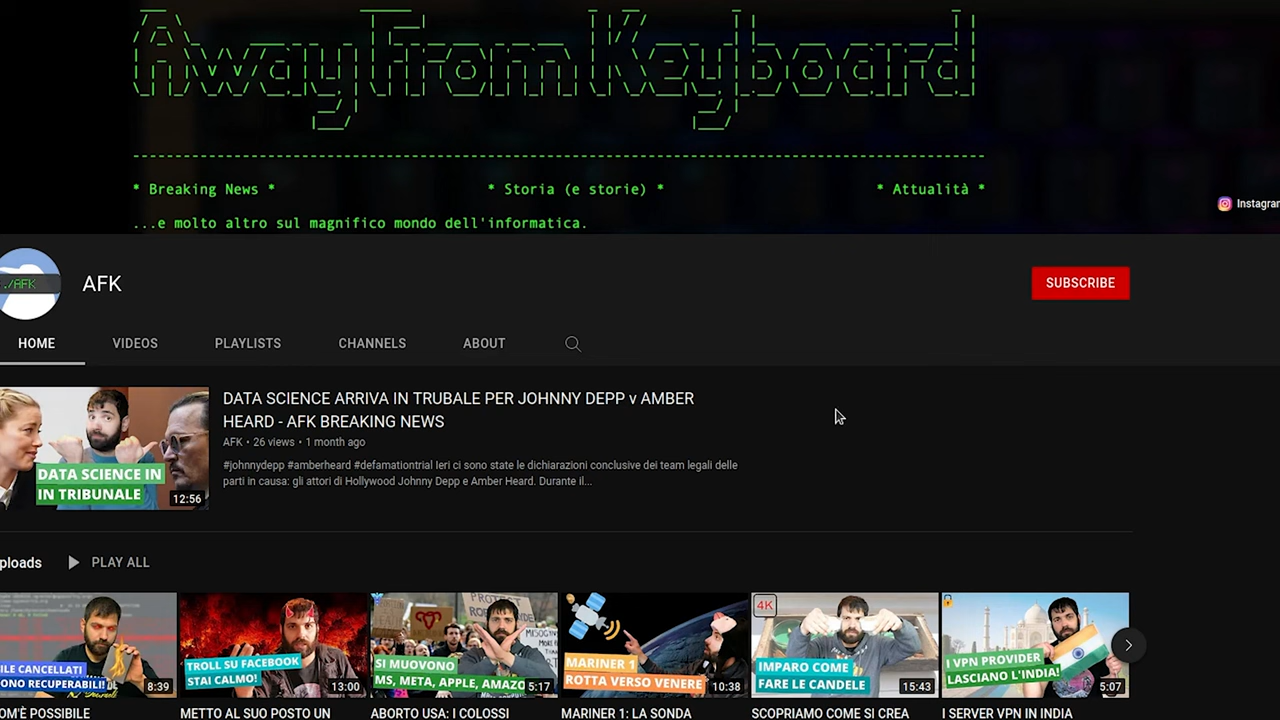 Away From Keyboard
* Breaking News *
* Storia (e storie) *
* Attualità *
...e molto altro sul magnifico mondo dell'informatica.
Instagram
./AFK
AFK
SUBSCRIBE
HOME
VIDEOS
PLAYLISTS
CHANNELS
ABOUT
DATA SCIENCE IN
IN TRIBUNALE
12:56
DATA SCIENCE ARRIVA IN TRUBALE PER JOHNNY DEPP v AMBER
HEARD - AFK BREAKING NEWS
AFK • 26 views • 1 month ago
#johnnydepp #amberheard #defamationtrial Ieri ci sono state le dichiarazioni conclusive dei team legali delle
parti in causa: gli attori di Hollywood Johnny Depp e Amber Heard. Durante il...
ploads
PLAY ALL
ILE CANCELLATI
ONO RECUPERABILI!
8:39
TROLL SU FACEBOOK
STAI CALMO!
13:00
PROTECT
SI MUOVONO
MS, META, APPLE, AMAZO
5:17
MARINER 1
ROTTA VERSO VENERE
10:38
4K
IMPARO COME
FARE LE CANDELE
15:43
I VPN PROVIDER
LASCIANO L'INDIA!
5:07
OM'È POSSIBILE
METTO AL SUO POSTO UN
ABORTO USA: I COLOSSI
MARINER 1: LA SONDA
SCOPRIAMO COME SI CREA
I SERVER VPN IN INDIA